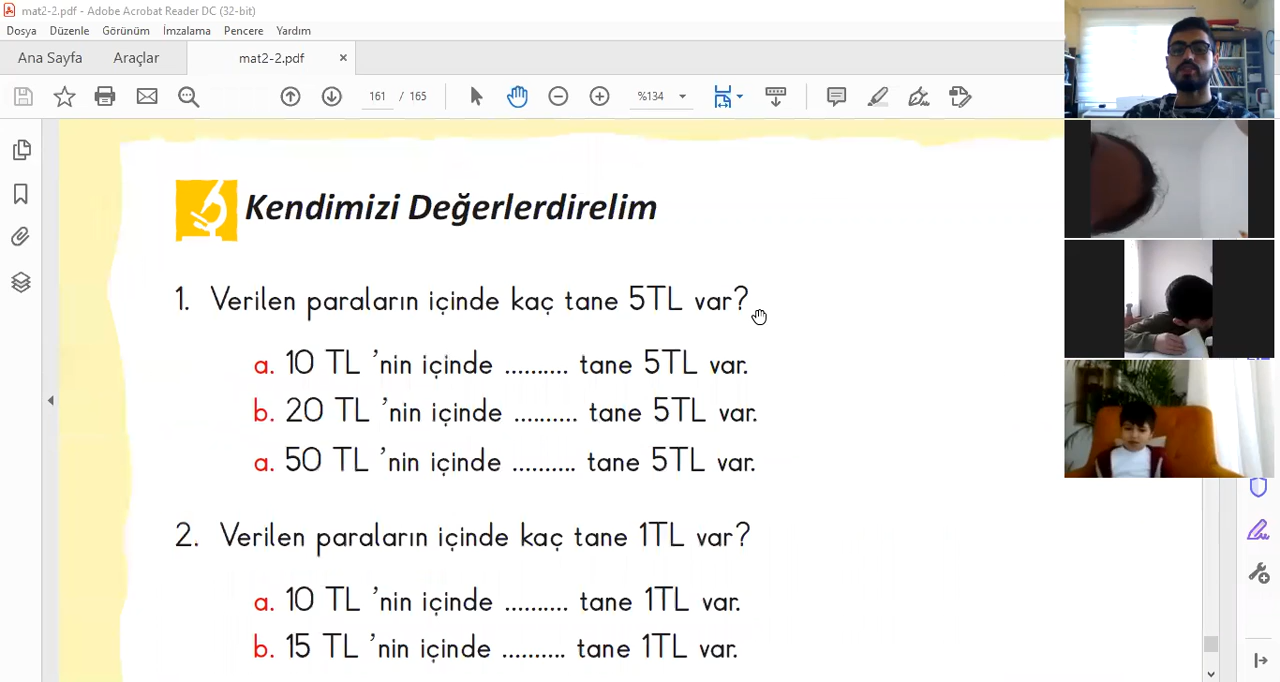 mat2-2.pdf - Adobe Acrobat Reader DC (32-bit)
Dosya Düzenle Görünüm İmzalama Pencere Yardım
Ana Sayfa Araçlar mat2-2.pdf ×
161 / 165 %134
Kendimizi Değerlerdirelim
1. Verilen paraların içinde kaç tane 5TL var?
a. 10 TL 'nin içinde .......... tane 5TL var.
b. 20 TL 'nin içinde .......... tane 5TL var.
a. 50 TL 'nin içinde .......... tane 5TL var.
2. Verilen paraların içinde kaç tane 1TL var?
a. 10 TL 'nin içinde .......... tane 1TL var.
b. 15 TL 'nin içinde .......... tane 1TL var.